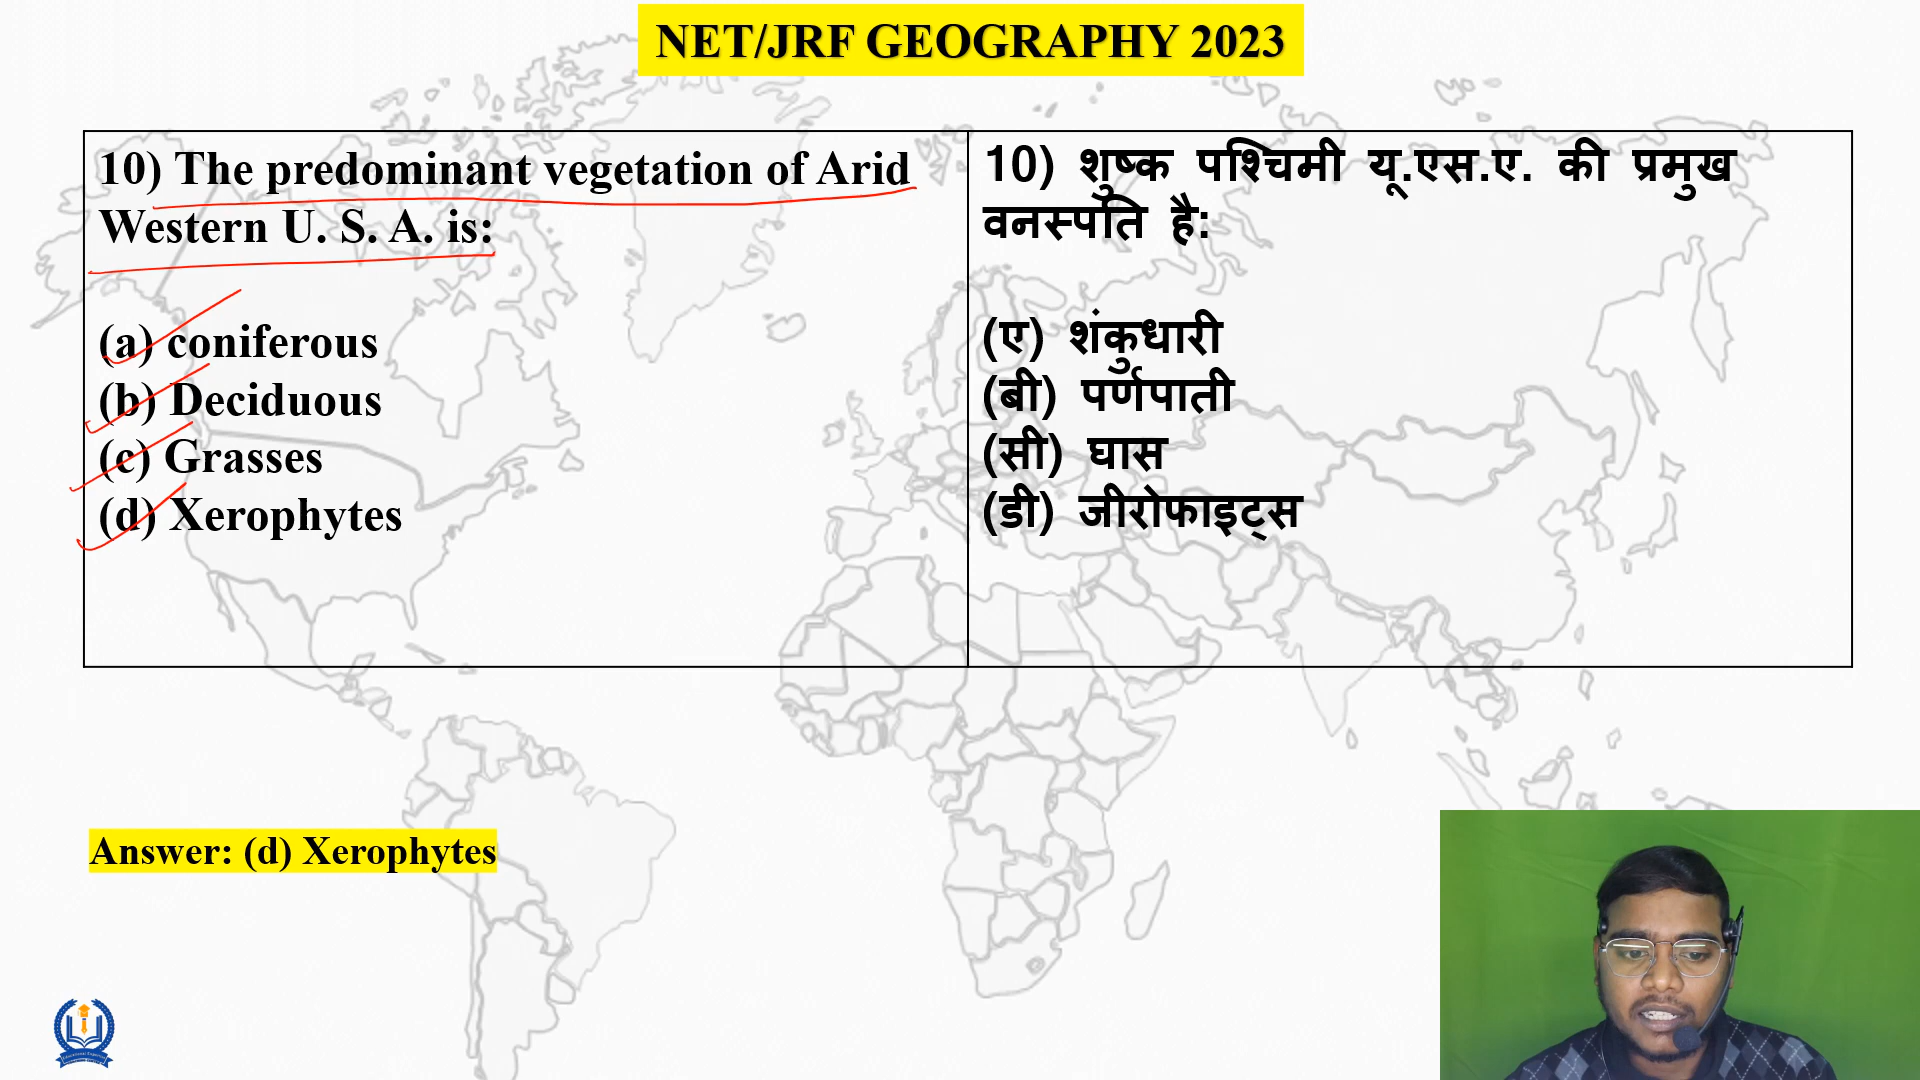 NET/JRF GEOGRAPHY 2023
10) The predominant vegetation of Arid
Western U. S. A. is:
(a) coniferous
(b) Deciduous
(c) Grasses
(d) Xerophytes
10) शुष्क पश्चिमी यू.एस.ए. की प्रमुख
वनस्पति है:
(ए) शंकुधारी
(बी) पर्णपाती
(सी) घास
(डी) जीरोफाइट्स
Answer: (d) Xerophytes